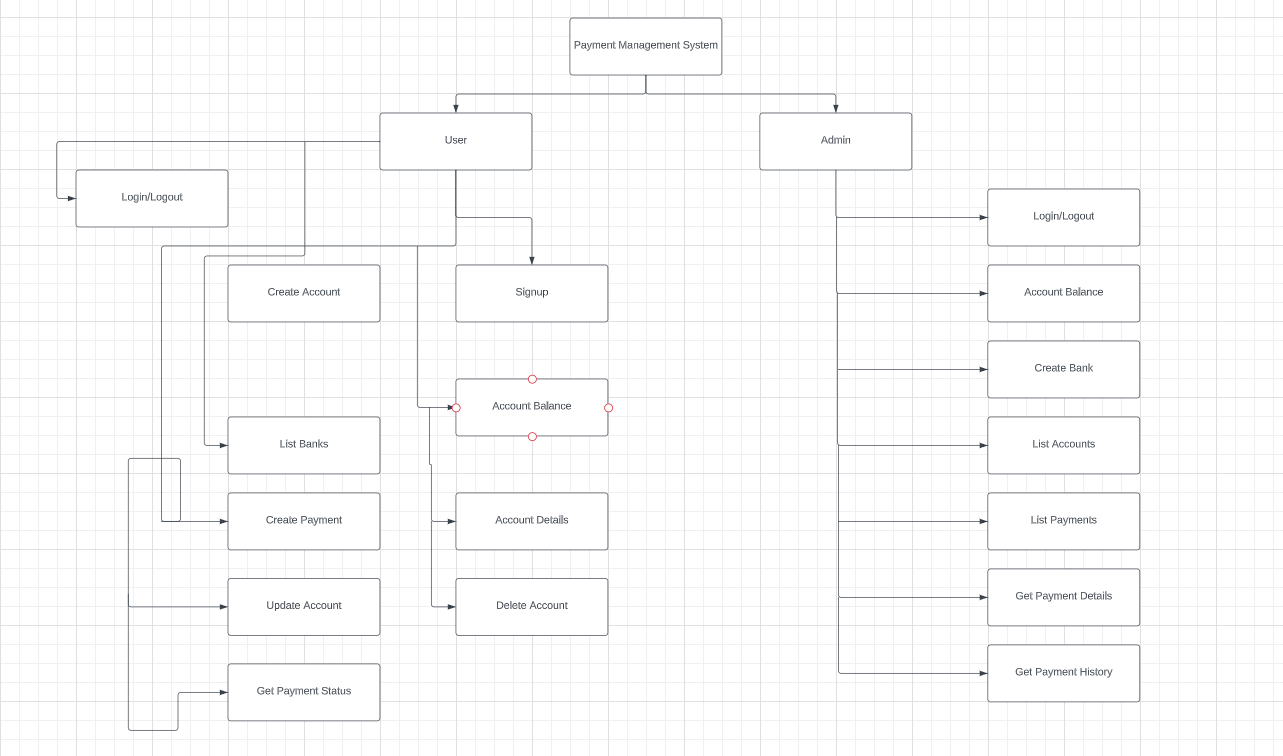 Payment Management System
User
Admin
Login/Logout
Login/Logout
Create Account
Signup
Account Balance
Account Balance
Create Bank
List Banks
List Accounts
Create Payment
Account Details
List Payments
Update Account
Delete Account
Get Payment Details
Get Payment Status
Get Payment History